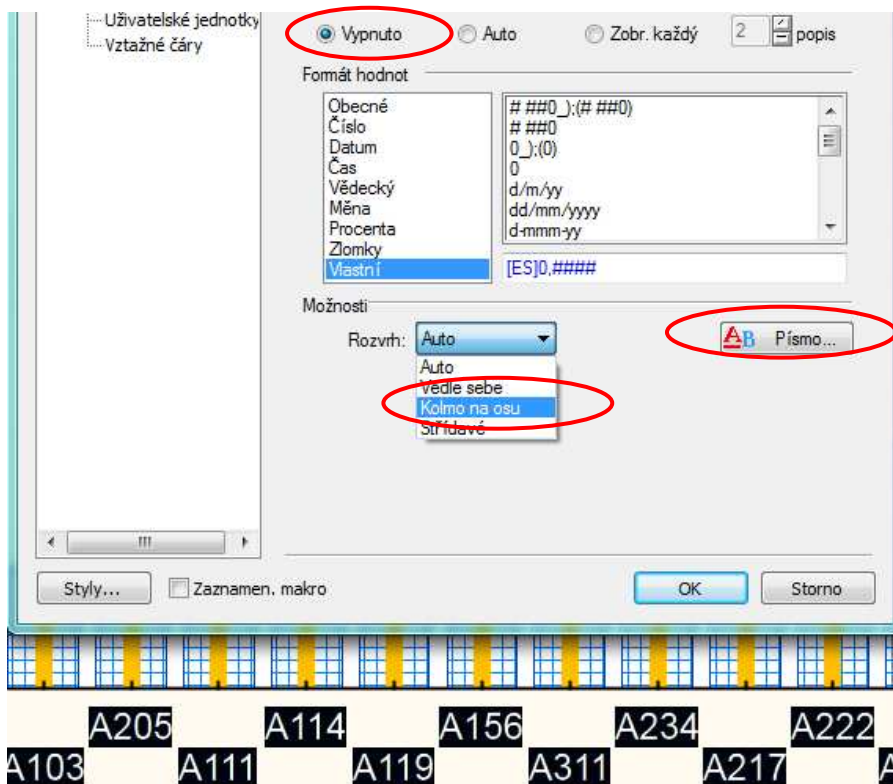 Uživatelské jednotky
Vztažné čáry
Vypnuto Auto Zobr. každý 2 popis
Formát hodnot
Obecné
Číslo
Datum
Čas
Vědecký
Měna
Procenta
Zlomky
Vlastní
# ##0_);(# ##0)
# ##0
0_);(0)
0
d/m/yy
dd/mm/yyyy
d-mmm-yy
[ES]0,####
Možnosti
Rozvrh: Auto
AB Písmo...
Auto
Vedle sebe
Kolmo na osu
Střídavé
Styly... Zaznamen. makro OK Storno
A205 A114 A156 A234 A222
A103 A111 A119 A311 A217